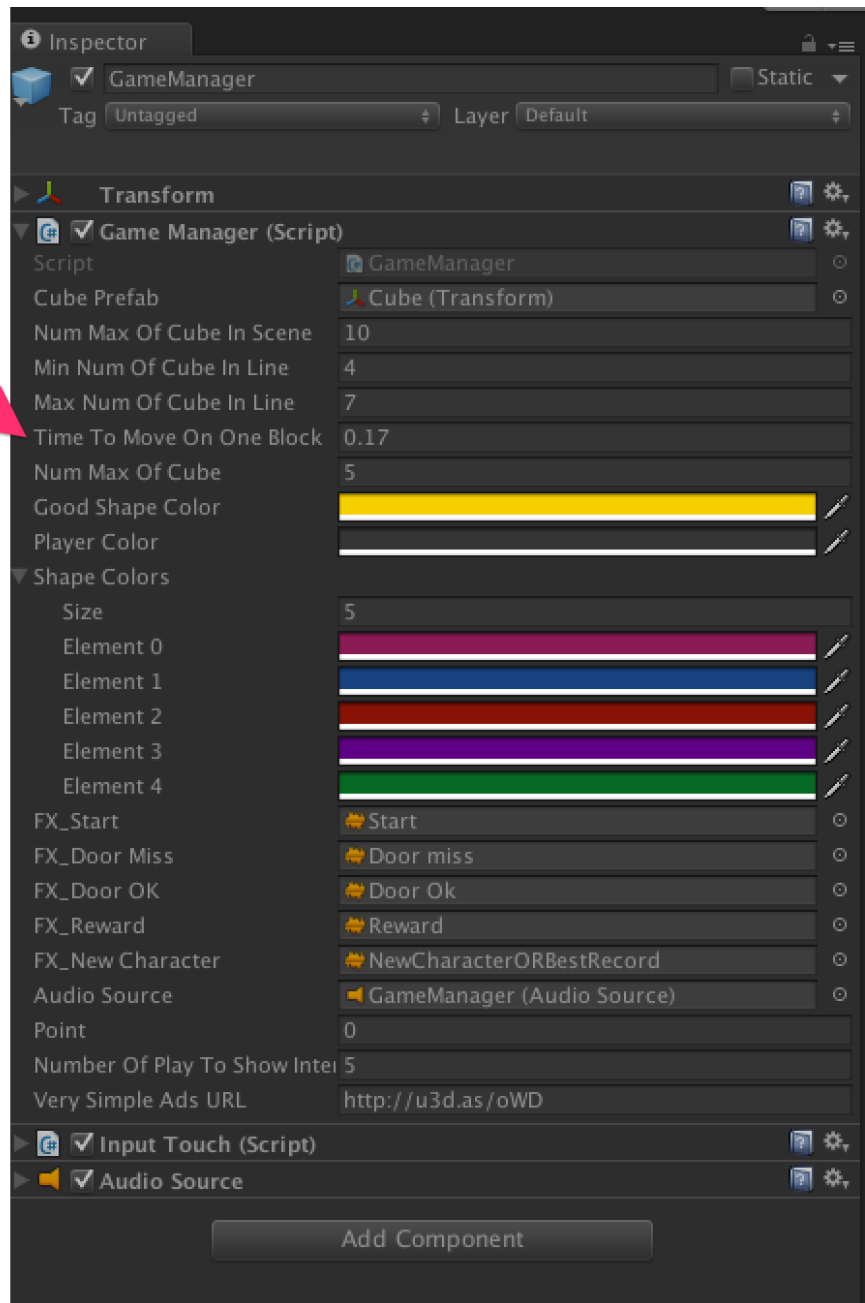 Inspector
GameManager Static
Tag Untagged Layer Default
Transform
Game Manager (Script)
Script GameManager
Cube Prefab Cube (Transform)
Num Max Of Cube In Scene 10
Min Num Of Cube In Line 4
Max Num Of Cube In Line 7
Time To Move On One Block 0.17
Num Max Of Cube 5
Good Shape Color
Player Color
Shape Colors
Size 5
Element 0
Element 1
Element 2
Element 3
Element 4
FX_Start Start
FX_Door Miss Door miss
FX_Door OK Door Ok
FX_Reward Reward
FX_New Character NewCharacterORBestRecord
Audio Source GameManager (Audio Source)
Point 0
Number Of Play To Show Inter 5
Very Simple Ads URL http://u3d.as/oWD
Input Touch (Script)
Audio Source
Add Component